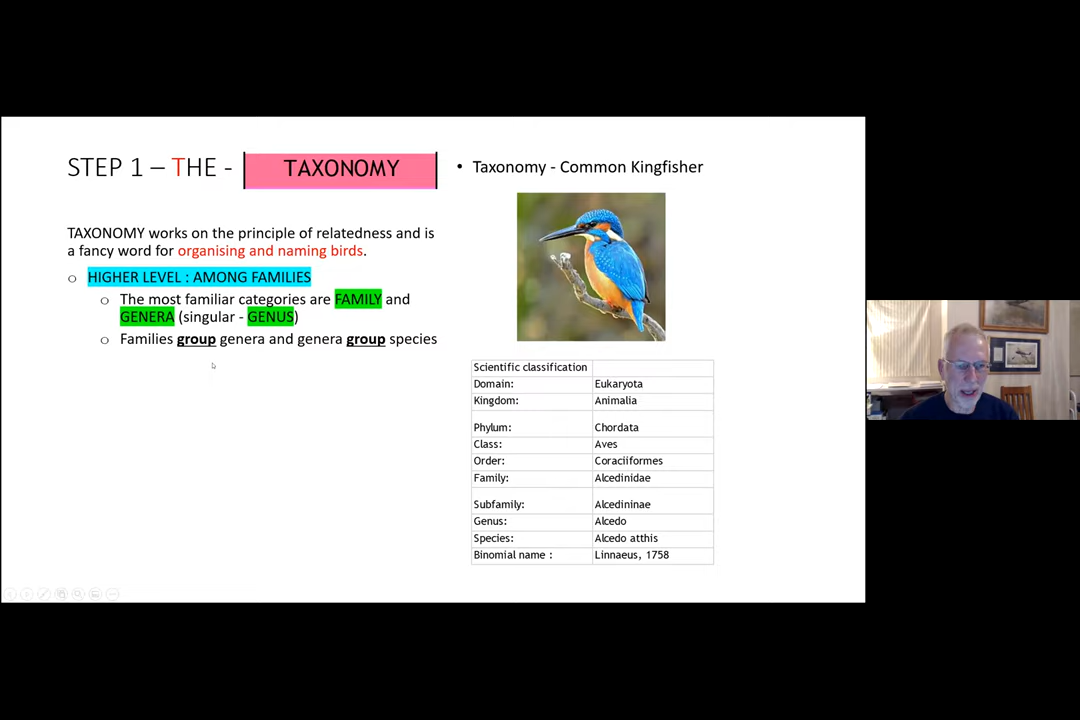 STEP 1 – THE - TAXONOMY
TAXONOMY works on the principle of relatedness and is
a fancy word for organising and naming birds.
HIGHER LEVEL : AMONG FAMILIES
The most familiar categories are FAMILY and
GENERA (singular - GENUS)
Families group genera and genera group species
• Taxonomy - Common Kingfisher
Scientific classification
Domain: Eukaryota
Kingdom: Animalia
Phylum: Chordata
Class: Aves
Order: Coraciiformes
Family: Alcedinidae
Subfamily: Alcedininae
Genus: Alcedo
Species: Alcedo atthis
Binomial name : Linnaeus, 1758